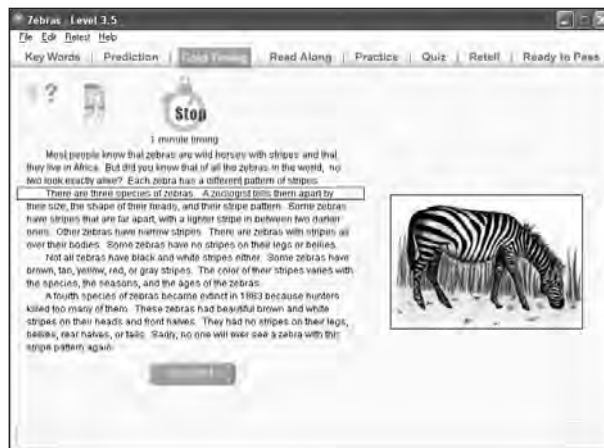 Zebras Level 3.5
File Edit Retest Help
Key Words | Prediction | Cold Timing | Read Along | Practice | Quiz | Retell | Ready to Pass
?
Stop
1 minute timing
Most people know that zebras are wild horses with stripes and that
they live in Africa. But did you know that of all the zebras in the world, no
two look exactly alike? Each zebra has a different pattern of stripes.
There are three species of zebras. A zoologist tells them apart by
their size, the shape of their heads, and their stripe pattern. Some zebras
have stripes that are far apart, with a lighter stripe in between two darker
ones. Other zebras have narrow stripes. There are zebras with stripes all
over their bodies. Some zebras have no stripes on their legs or bellies.
Not all zebras have black and white stripes either. Some zebras have
brown, tan, yellow, red, or gray stripes. The color of their stripes varies with
the species, the seasons, and the ages of the zebras.
A fourth species of zebras became extinct in 1883 because hunters
killed too many of them. These zebras had beautiful brown and white
stripes on their heads and front halves. They had no stripes on their legs,
bellies, rear halves, or tails. Sadly, no one will ever see a zebra with this
stripe pattern again.